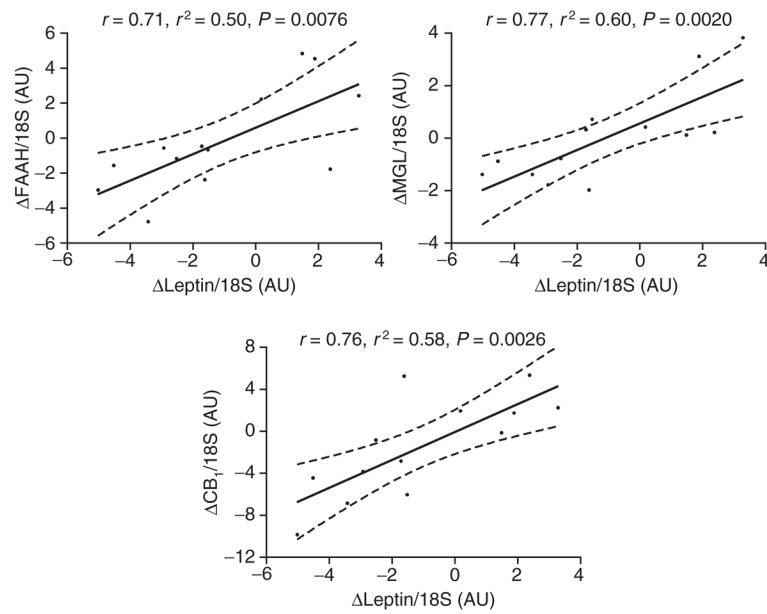 r = 0.71, r² = 0.50, P = 0.0076
6
4
2
0
−2
−4
−6
ΔFAAH/18S (AU)
−6 −4 −2 0 2 4
ΔLeptin/18S (AU)
r = 0.77, r² = 0.60, P = 0.0020
4
2
0
−2
−4
ΔMGL/18S (AU)
−6 −4 −2 0 2 4
ΔLeptin/18S (AU)
r = 0.76, r² = 0.58, P = 0.0026
8
4
0
−4
−8
−12
ΔCB₁/18S (AU)
−6 −4 −2 0 2 4
ΔLeptin/18S (AU)